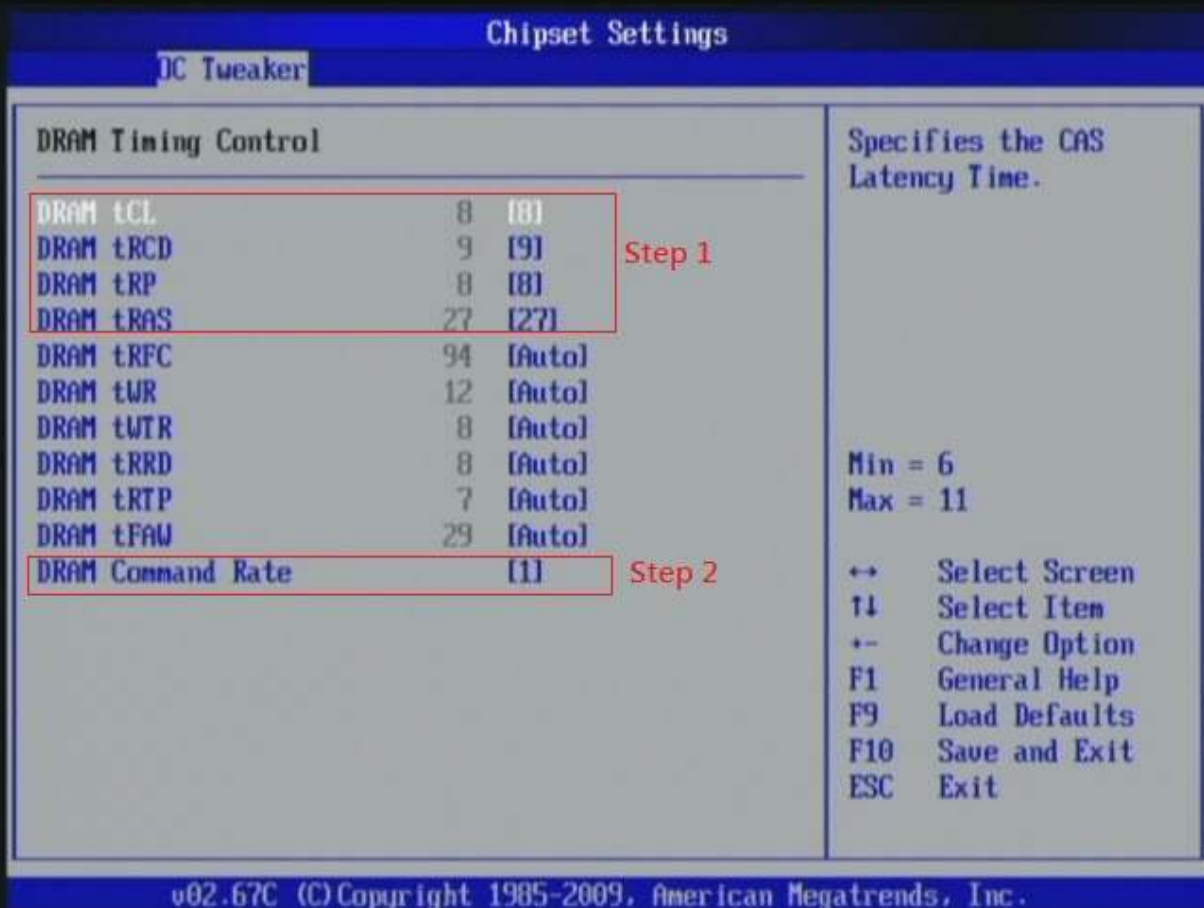 Chipset Settings
OC Tweaker
DRAM Timing Control
DRAM tCL 8 [8]
DRAM tRCD 9 [9]
DRAM tRP 8 [8]
DRAM tRAS 27 [27]
Step 1
DRAM tRFC 94 [Auto]
DRAM tWR 12 [Auto]
DRAM tWTR 8 [Auto]
DRAM tRRD 8 [Auto]
DRAM tRTP 7 [Auto]
DRAM tFAW 29 [Auto]
DRAM Command Rate [1]
Step 2
Specifies the CAS
Latency Time.
Min = 6
Max = 11
↔ Select Screen
↑↓ Select Item
+- Change Option
F1 General Help
F9 Load Defaults
F10 Save and Exit
ESC Exit
v02.67C (C)Copyright 1985-2009, American Megatrends, Inc.